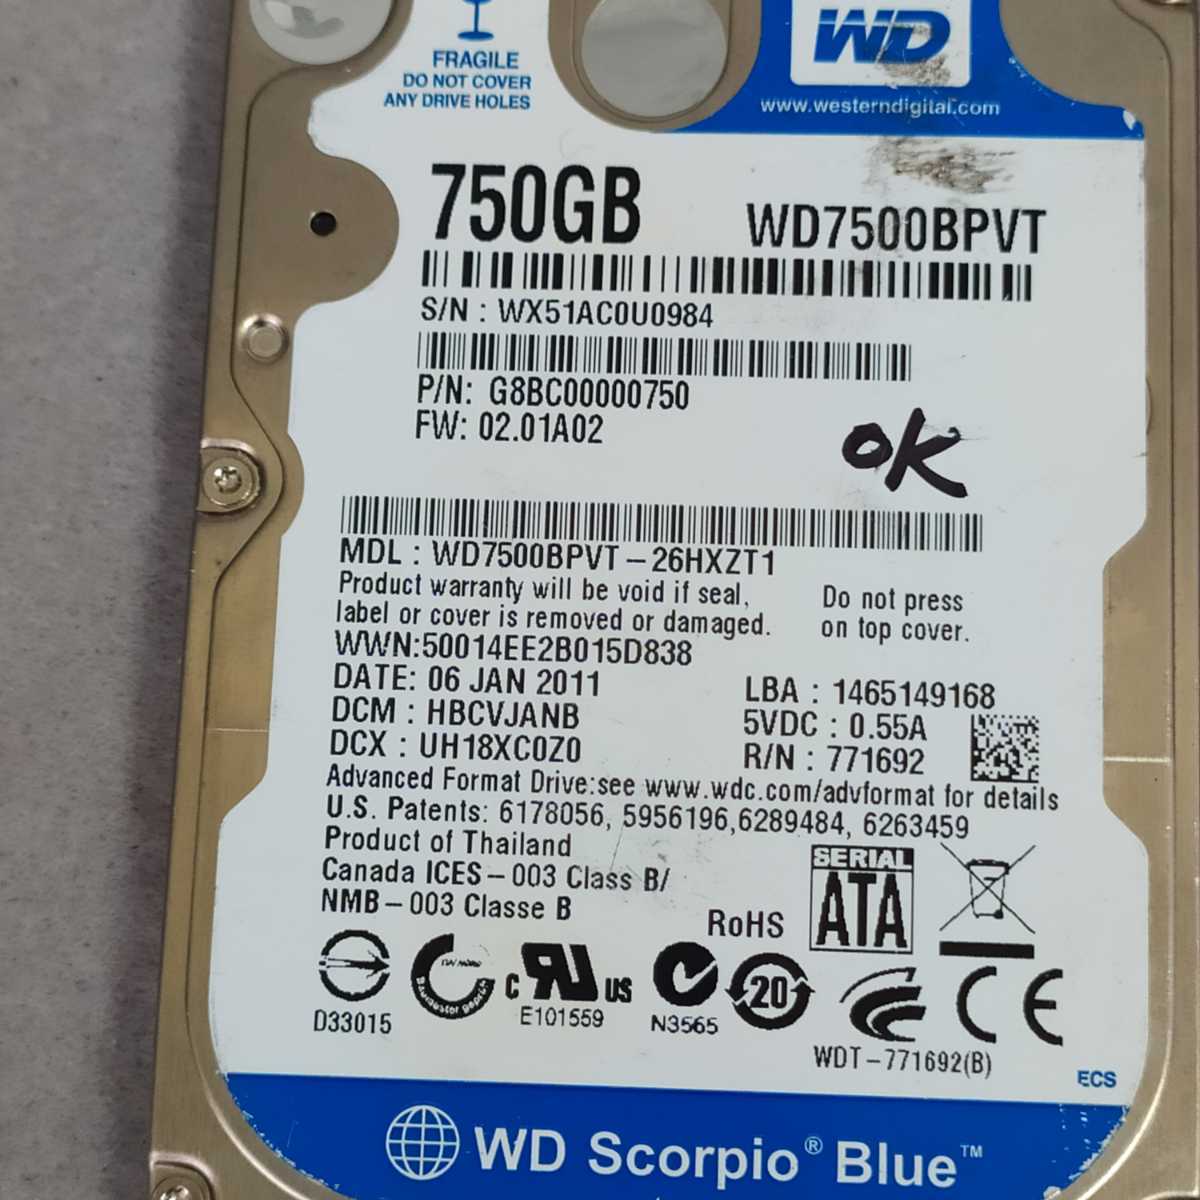 FRAGILE
DO NOT COVER
ANY DRIVE HOLES
WD
www.westerndigital.com
750GB
WD7500BPVT
S/N : WX51AC0U0984
P/N: G8BC00000750
FW: 02.01A02
OK
MDL : WD7500BPVT-26HXZT1
Product warranty will be void if seal,
label or cover is removed or damaged.
Do not press
on top cover.
WWN:50014EE2B015D838
DATE: 06 JAN 2011
DCM : HBCVJANB
DCX : UH18XC0Z0
LBA : 1465149168
5VDC : 0.55A
R/N : 771692
Advanced Format Drive:see www.wdc.com/advformat for details
U.S. Patents: 6178056, 5956196,6289484, 6263459
Product of Thailand
Canada ICES-003 Class B/
NMB-003 Classe B
RoHS
SERIAL
ATA
D33015
Bauart geprüft
c RU US
E101559
N3565
20
CE
WDT-771692(B)
ECS
WD Scorpio® Blue™